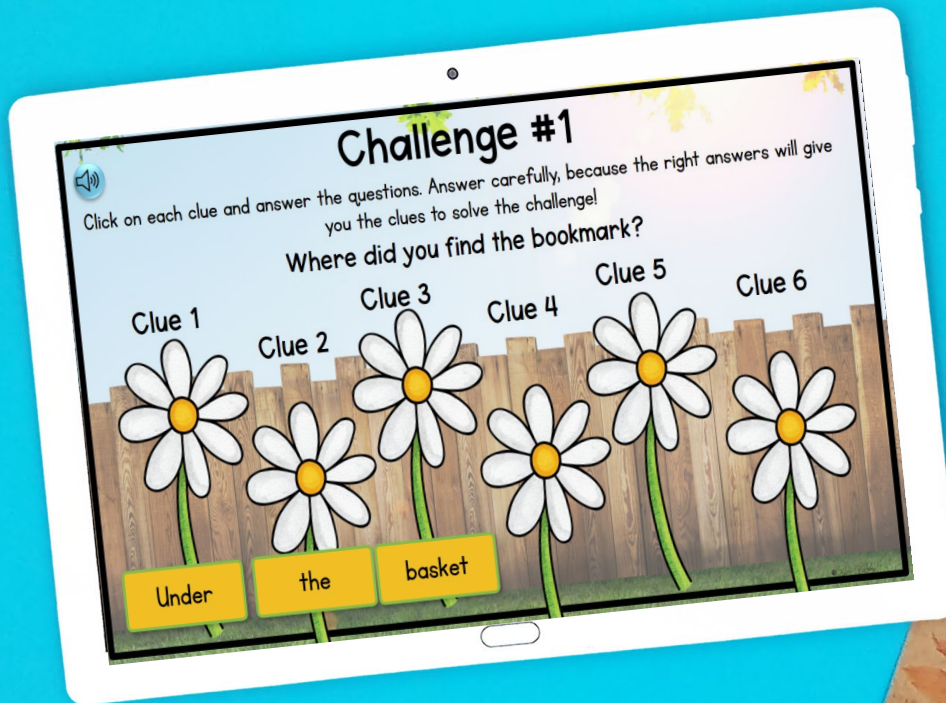 Challenge #1
Click on each clue and answer the questions. Answer carefully, because the right answers will give
you the clues to solve the challenge!
Where did you find the bookmark?
Clue 1
Clue 2
Clue 3
Clue 4
Clue 5
Clue 6
Under
the
basket